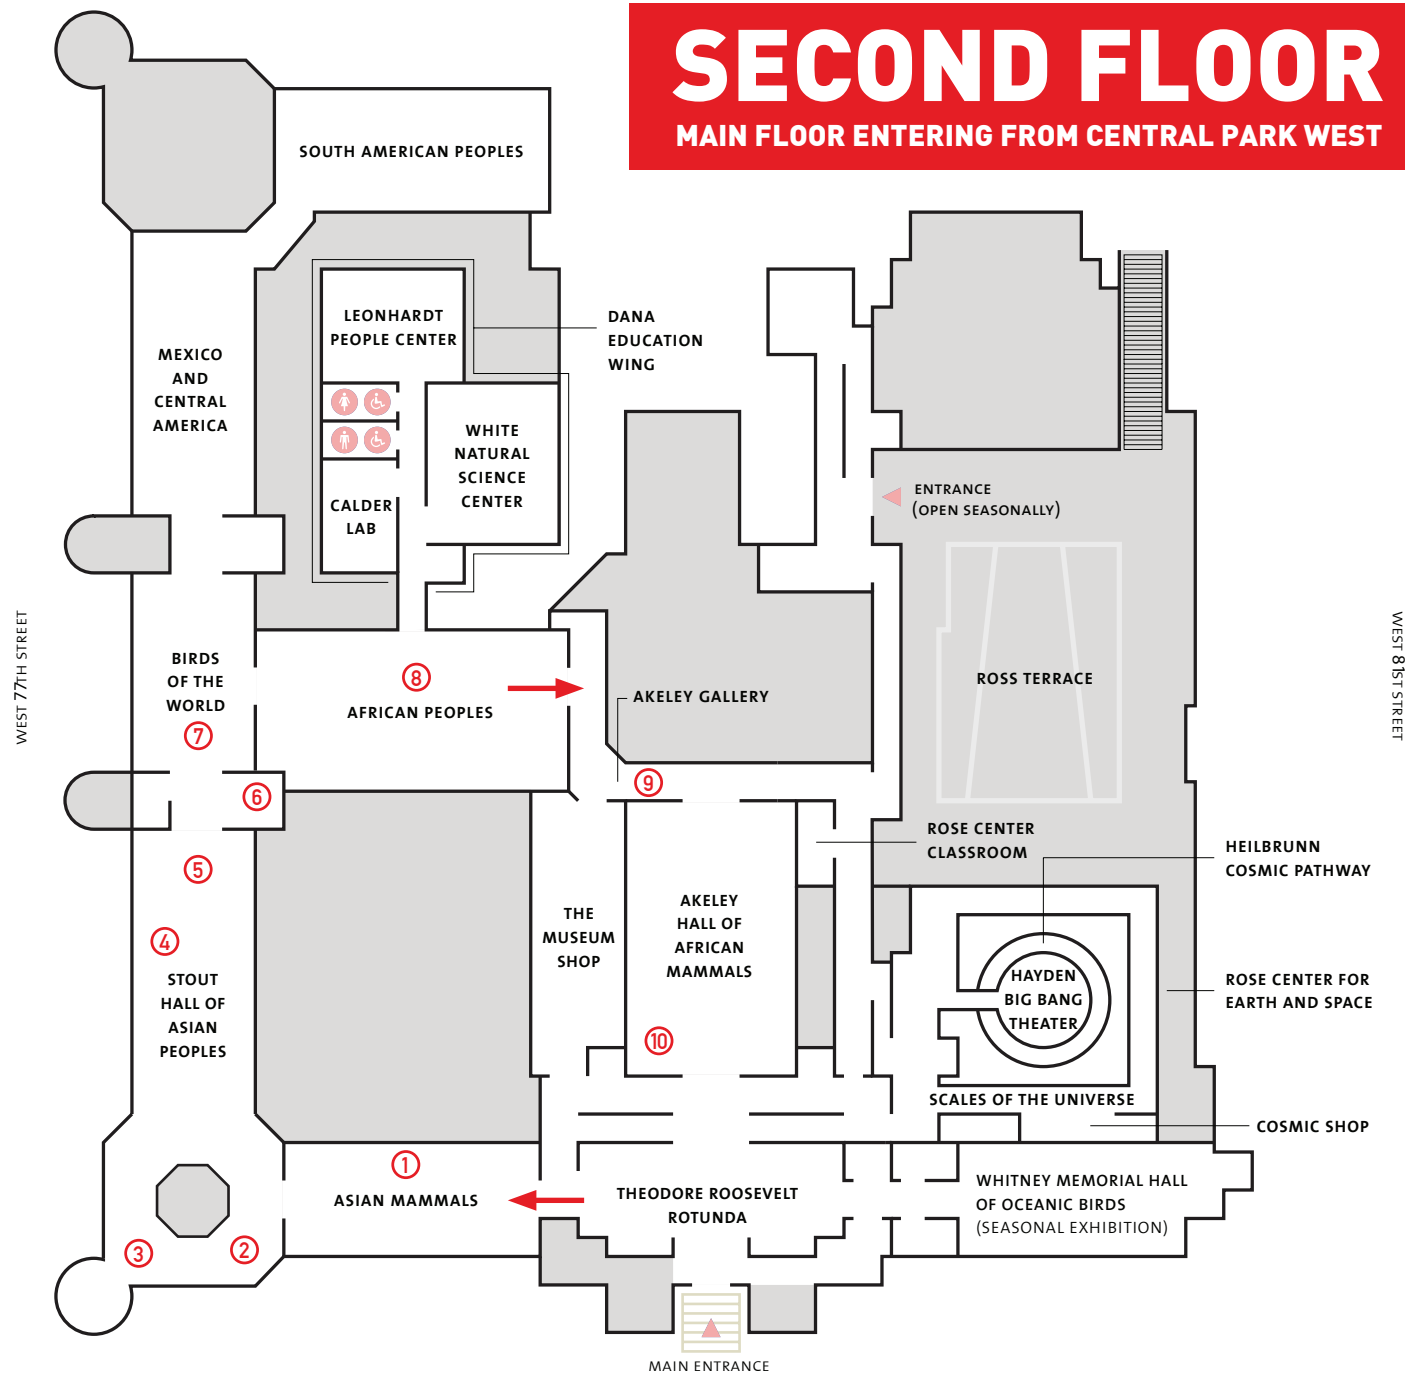 SECOND FLOOR
MAIN FLOOR ENTERING FROM CENTRAL PARK WEST
SOUTH AMERICAN PEOPLES
LEONHARDT
PEOPLE CENTER
DANA
EDUCATION
WING
MEXICO
AND
CENTRAL
AMERICA
WHITE
NATURAL
SCIENCE
CENTER
CALDER
LAB
ENTRANCE
(OPEN SEASONALLY)
WEST 77TH STREET
WEST 81ST STREET
BIRDS
OF THE
WORLD
7
8
AFRICAN PEOPLES
AKELEY GALLERY
ROSS TERRACE
9
6
5
4
STOUT
HALL OF
ASIAN
PEOPLES
THE
MUSEUM
SHOP
AKELEY
HALL OF
AFRICAN
MAMMALS
10
ROSE CENTER
CLASSROOM
HEILBRUNN
COSMIC PATHWAY
HAYDEN
BIG BANG
THEATER
ROSE CENTER FOR
EARTH AND SPACE
SCALES OF THE UNIVERSE
COSMIC SHOP
1
ASIAN MAMMALS
THEODORE ROOSEVELT
ROTUNDA
WHITNEY MEMORIAL HALL
OF OCEANIC BIRDS
(SEASONAL EXHIBITION)
3
2
MAIN ENTRANCE